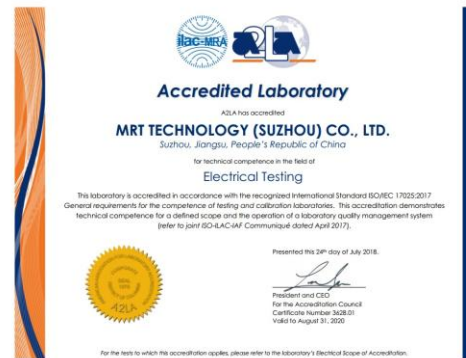 ilac-MRA
A2LA
Accredited Laboratory
A2LA has accredited
MRT TECHNOLOGY (SUZHOU) CO., LTD.
Suzhou, Jiangsu, People's Republic of China
for technical competence in the field of
Electrical Testing
This laboratory is accredited in accordance with the recognized International Standard ISO/IEC 17025:2017
General requirements for the competence of testing and calibration laboratories. This accreditation demonstrates
technical competence for a defined scope and the operation of a laboratory quality management system
(refer to joint ISO-ILAC-IAF Communiqué dated April 2017).
Presented this 24th day of July 2018.
President and CEO
For the Accreditation Council
Certificate Number 3628.01
Valid to August 31, 2020
A2LA
For the tests to which this accreditation applies, please refer to the laboratory's Electrical Scope of Accreditation.